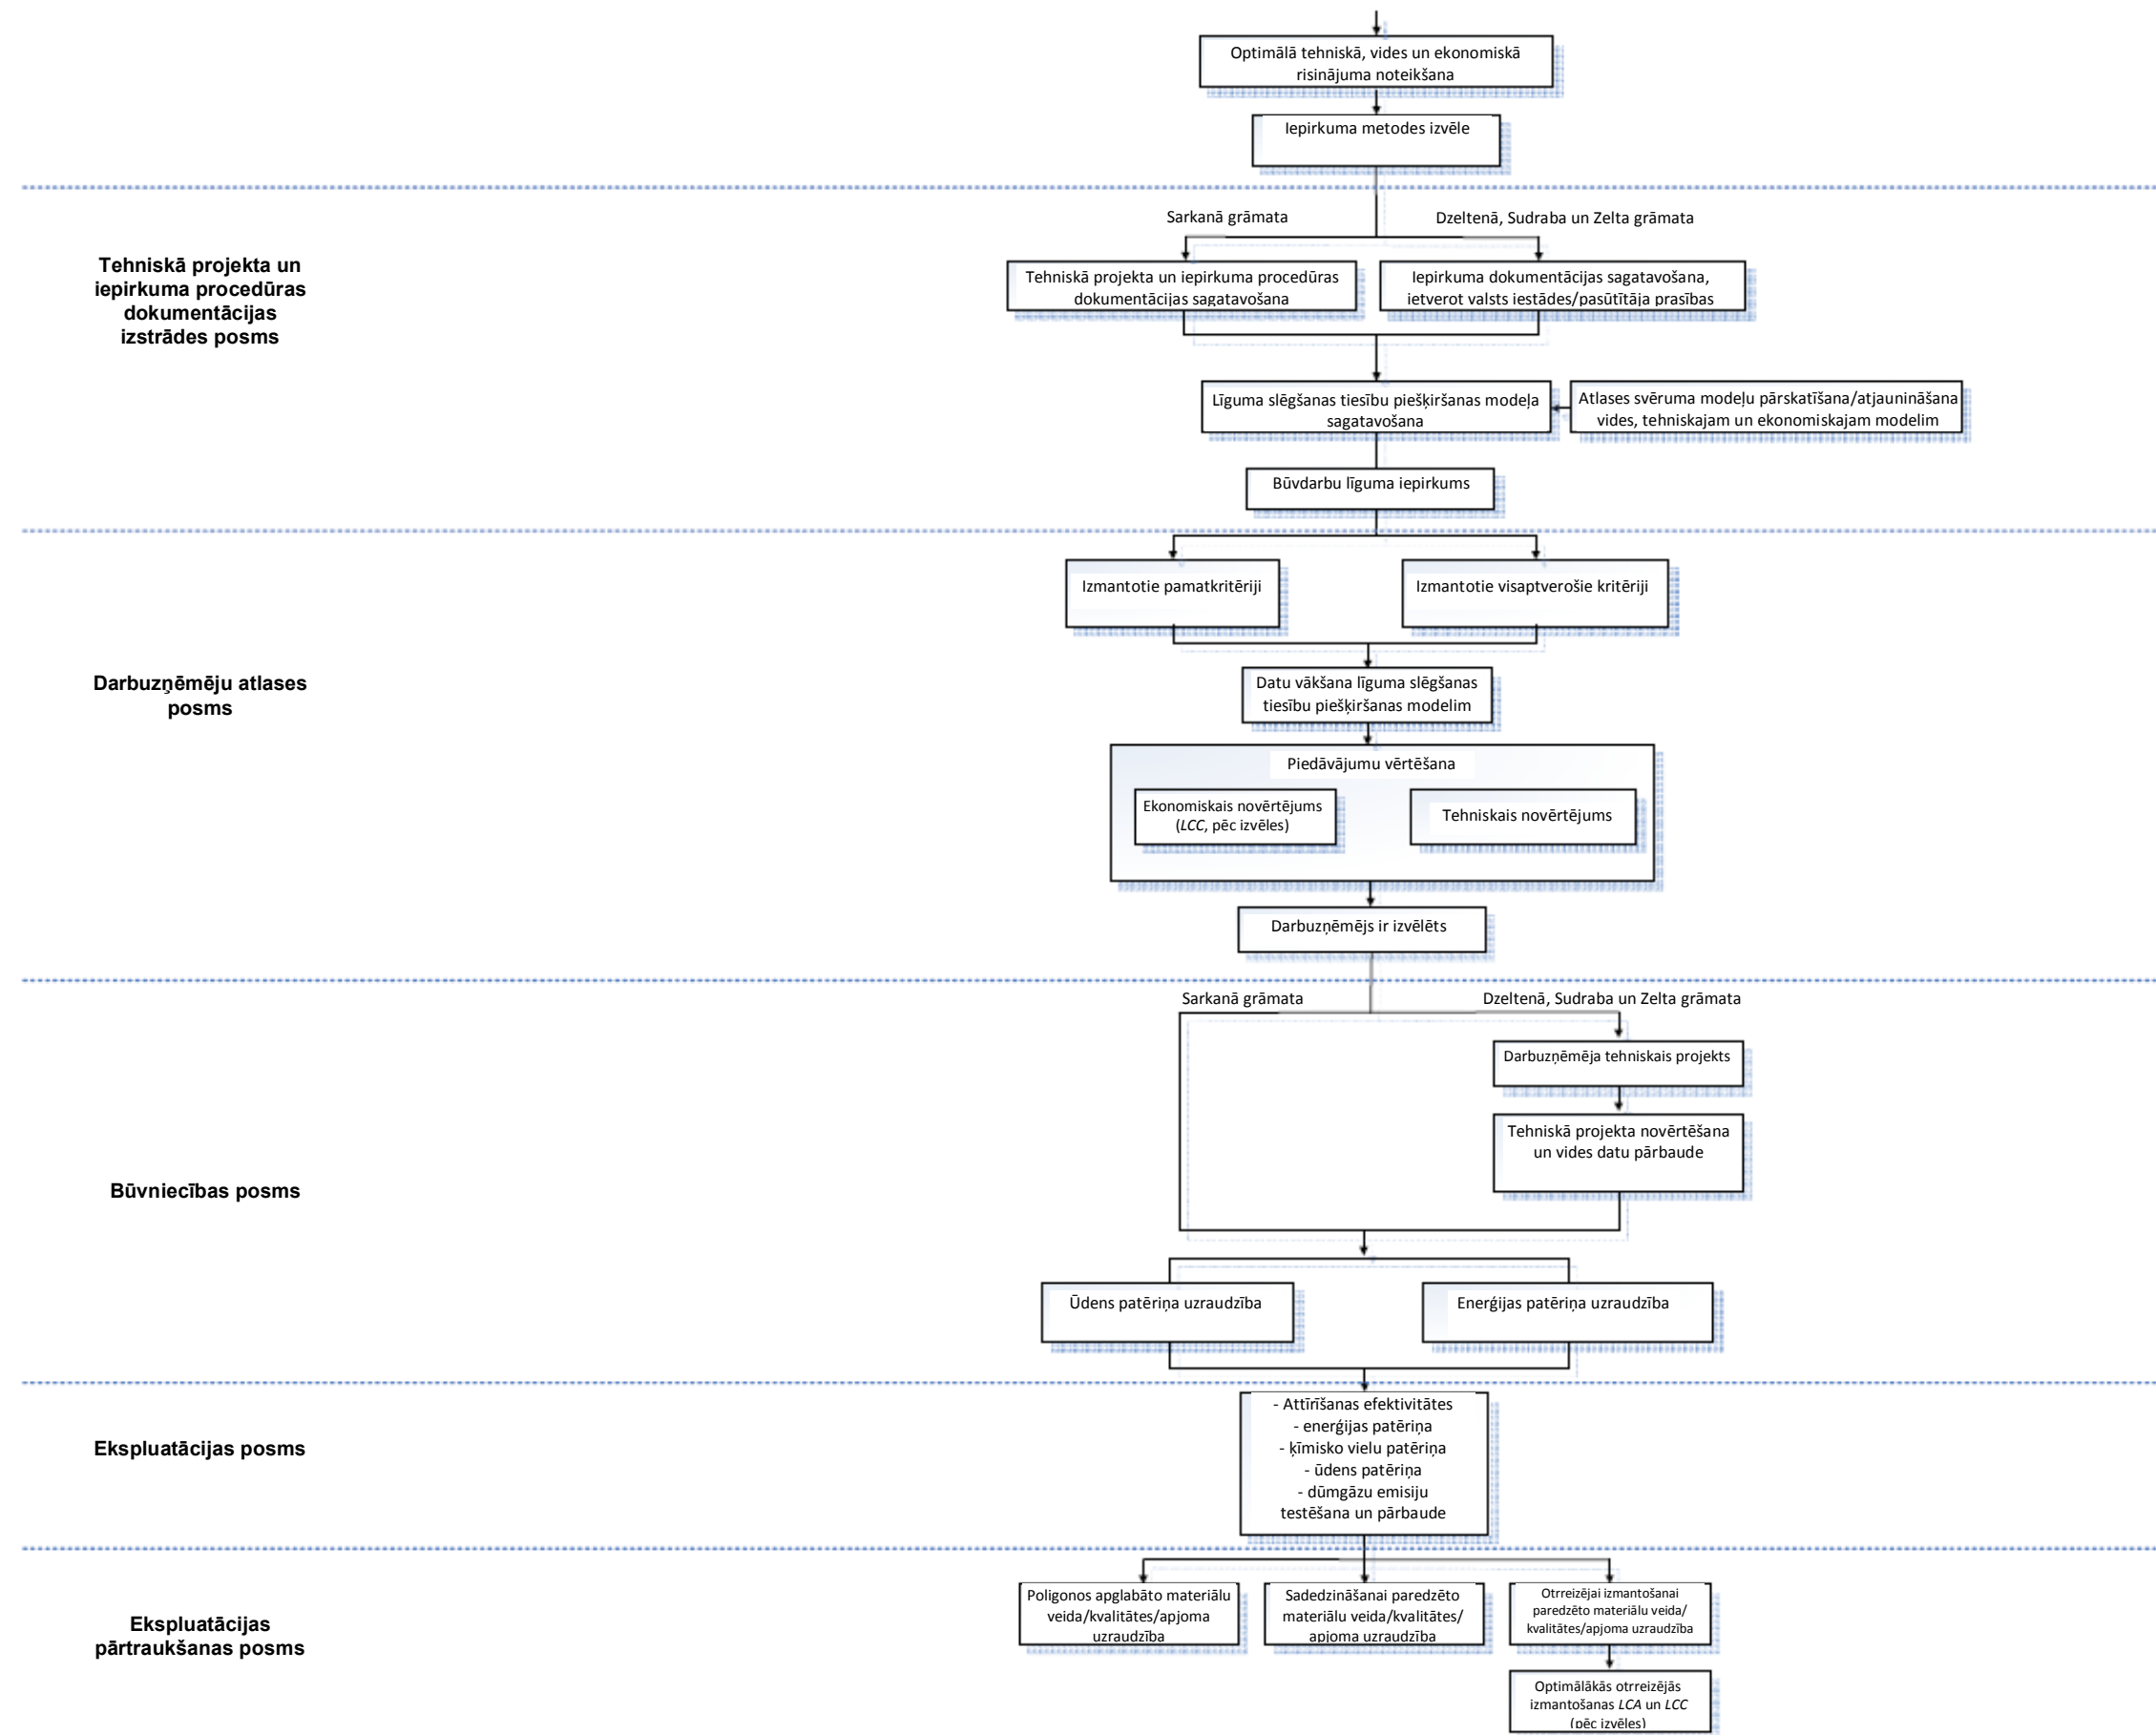 Optimālā tehniskā, vides un ekonomiskā
risinājuma noteikšana
Iepirkuma metodes izvēle
Sarkanā grāmata
Dzeltenā, Sudraba un Zelta grāmata
Tehniskā projekta un
iepirkuma procedūras
dokumentācijas
izstrādes posms
Tehniskā projekta un iepirkuma procedūras
dokumentācijas sagatavošana
Iepirkuma dokumentācijas sagatavošana,
ietverot valsts iestādes/pasūtītāja prasības
Līguma slēgšanas tiesību piešķiršanas modeļa
sagatavošana
Atlases svēruma modeļu pārskatīšana/atjaunināšana
vides, tehniskajam un ekonomiskajam modelim
Būvdarbu līguma iepirkums
Izmantotie pamatkritēriji
Izmantotie visaptverošie kritēriji
Darbuzņēmēju atlases
posms
Datu vākšana līguma slēgšanas
tiesību piešķiršanas modelim
Piedāvājumu vērtēšana
Ekonomiskais novērtējums
(LCC, pēc izvēles)
Tehniskais novērtējums
Darbuzņēmējs ir izvēlēts
Sarkanā grāmata
Dzeltenā, Sudraba un Zelta grāmata
Darbuzņēmēja tehniskais projekts
Tehniskā projekta novērtēšana
un vides datu pārbaude
Būvniecības posms
Ūdens patēriņa uzraudzība
Enerģijas patēriņa uzraudzība
Ekspluatācijas posms
- Attīrīšanas efektivitātes
- enerģijas patēriņa
- ķīmisko vielu patēriņa
- ūdens patēriņa
- dūmgāzu emisiju
testēšana un pārbaude
Ekspluatācijas
pārtraukšanas posms
Poligonos apglabāto materiālu
veida/kvalitātes/apjoma
uzraudzība
Sadedzināšanai paredzēto
materiālu veida/kvalitātes/
apjoma uzraudzība
Otrreizējai izmantošanai
paredzēto materiālu veida/
kvalitātes/apjoma uzraudzība
Optimālākās otrreizējās
izmantošanas LCA un LCC
(pēc izvēles)